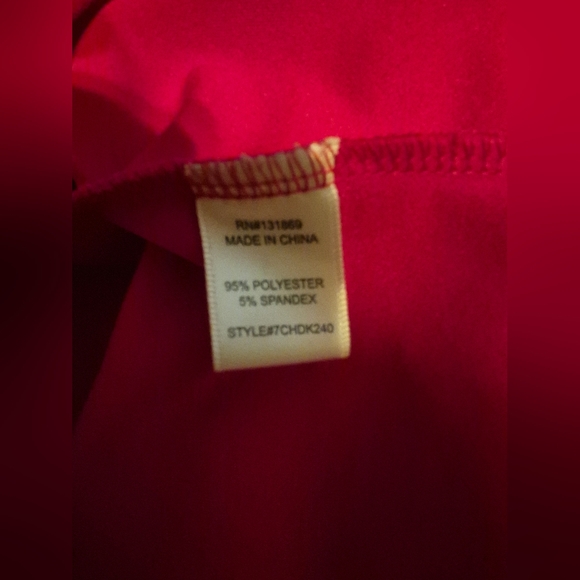 RN#131869
MADE IN CHINA
95% POLYESTER
5% SPANDEX
STYLE#7CHDK240